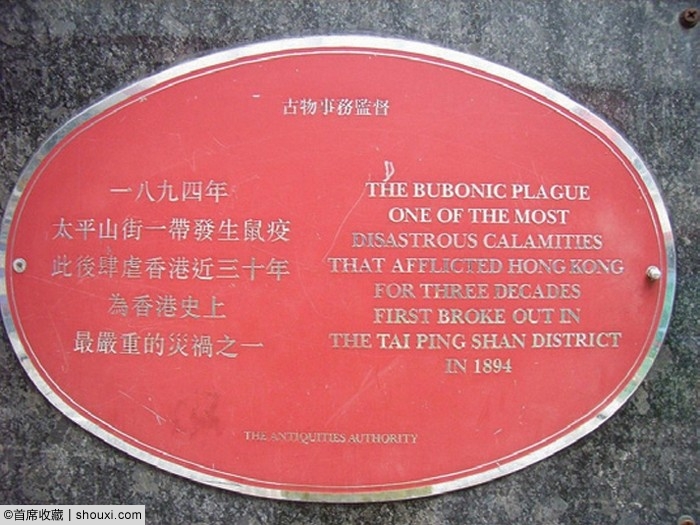 古物事務監督
一八九四年
太平山街一帶發生鼠疫
此後肆虐香港近三十年
為香港史上
最嚴重的災禍之一
THE BUBONIC PLAGUE
ONE OF THE MOST
DISASTROUS CALAMITIES
THAT AFFLICTED HONG KONG
FOR THREE DECADES
FIRST BROKE OUT IN
THE TAI PING SHAN DISTRICT
IN 1894
THE ANTIQUITIES AUTHORITY
©首席收藏 | shouxi.com